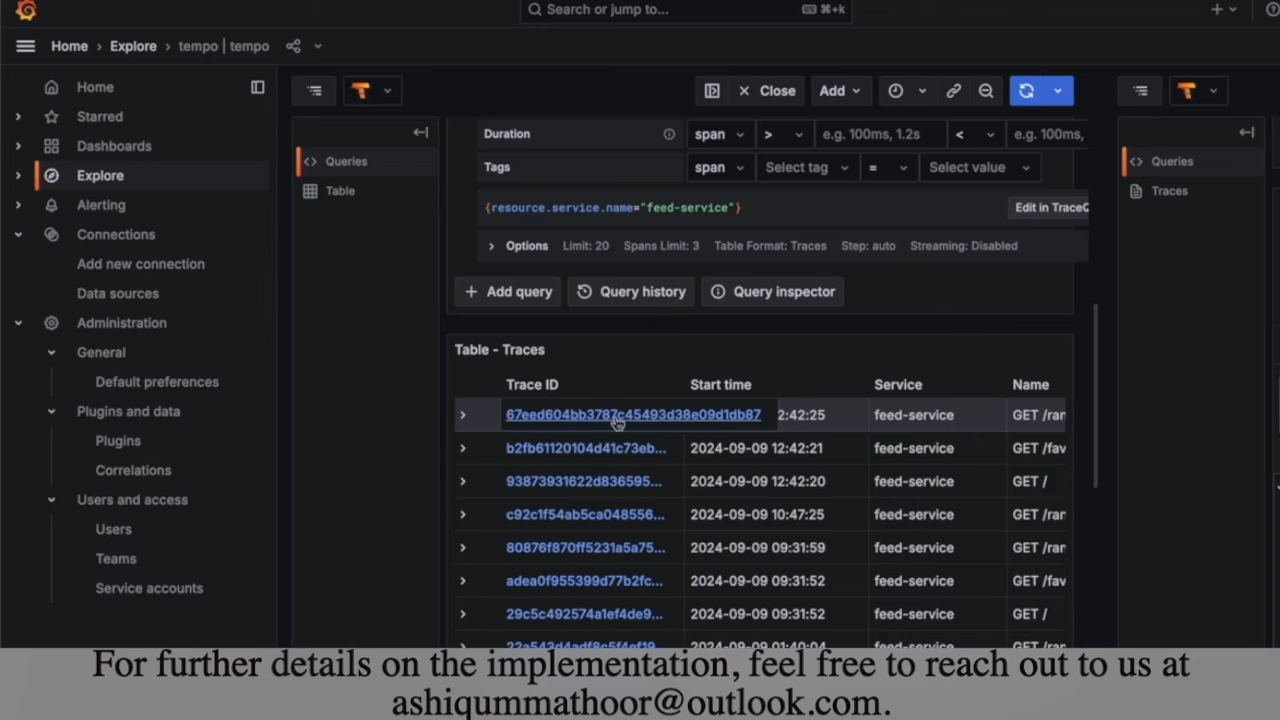 Search or jump to... ⌘+k
Home › Explore › tempo | tempo
Home
Starred
Dashboards
Explore
Alerting
Connections
Add new connection
Data sources
Administration
General
Default preferences
Plugins and data
Plugins
Correlations
Users and access
Users
Teams
Service accounts
Close Add
Queries
Table
Duration span > e.g. 100ms, 1.2s < e.g. 100ms,
Tags span Select tag = Select value
{resource.service.name="feed-service"} Edit in TraceQ
Options Limit: 20 Spans Limit: 3 Table Format: Traces Step: auto Streaming: Disabled
+ Add query Query history Query inspector
Table - Traces
Trace ID Start time Service Name
67eed604bb3787c45493d38e09d1db87 2:42:25 feed-service GET /ran
b2fb61120104d41c73eb... 2024-09-09 12:42:21 feed-service GET /fav
93873931622d836595... 2024-09-09 12:42:20 feed-service GET /
c92c1f54ab5ca048556... 2024-09-09 10:47:25 feed-service GET /ran
80876f870ff5231a5a75... 2024-09-09 09:31:59 feed-service GET /ran
adea0f955399d77b2fc... 2024-09-09 09:31:52 feed-service GET /fav
29c5c492574a1ef4de9... 2024-09-09 09:31:52 feed-service GET /
Queries
Traces
For further details on the implementation, feel free to reach out to us at
ashiqummathoor@outlook.com.